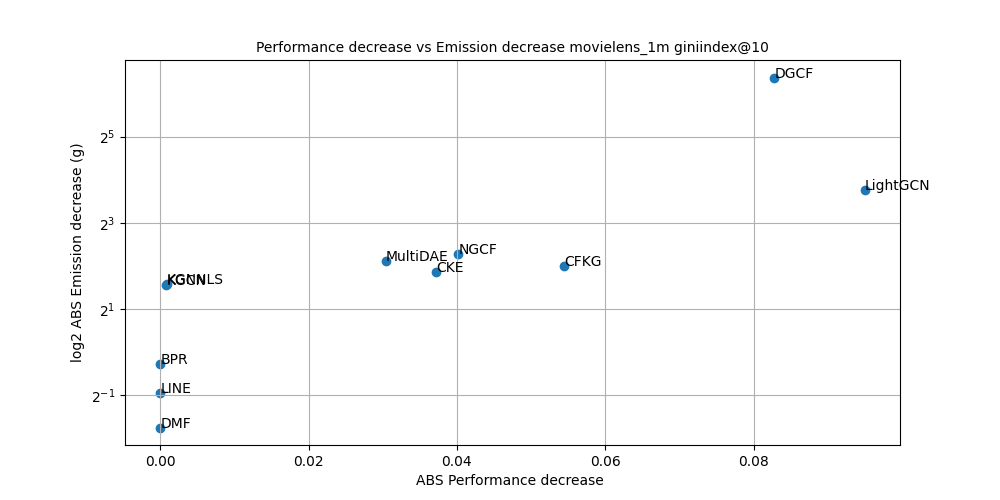 Performance decrease vs Emission decrease movielens_1m giniindex@10
log2 ABS Emission decrease (g)
2^5
2^3
2^1
2^-1
DGCF
LightGCN
NGCF
MultiDAE
CFKG
CKE
KGNNLS
KGCN
BPR
LINE
DMF
0.00 0.02 0.04 0.06 0.08
ABS Performance decrease